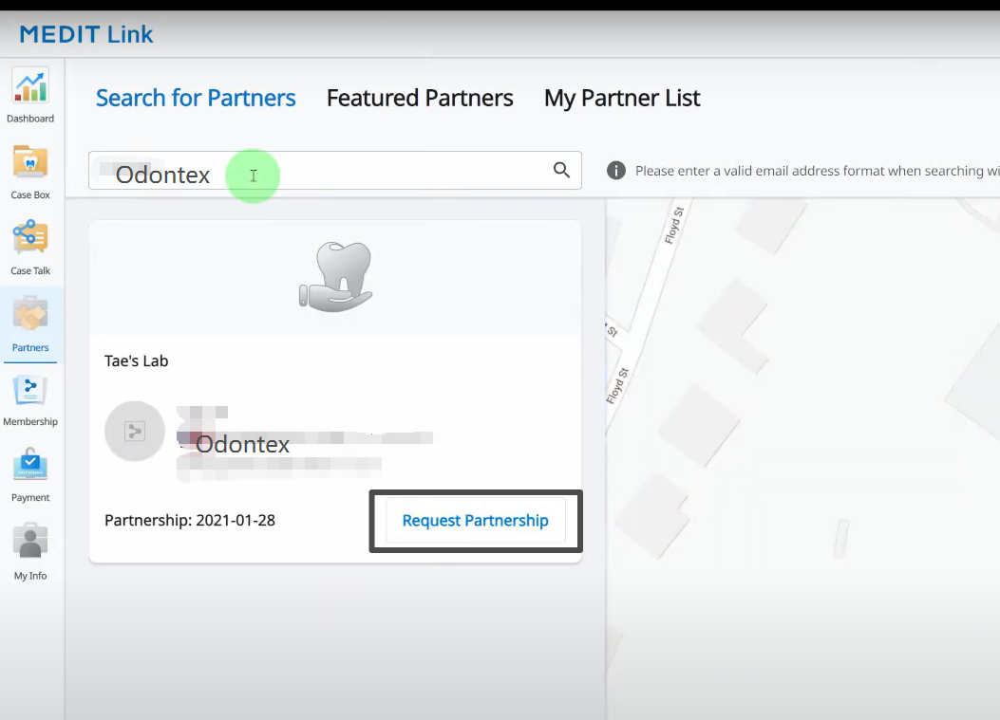 MEDIT Link
Dashboard
Case Box
Case Talk
Partners
Membership
Payment
My Info
Search for Partners Featured Partners My Partner List
Odontex
Please enter a valid email address format when searching
Tae's Lab
Odontex
Partnership: 2021-01-28
Request Partnership
Floyd St
St
Floyd St